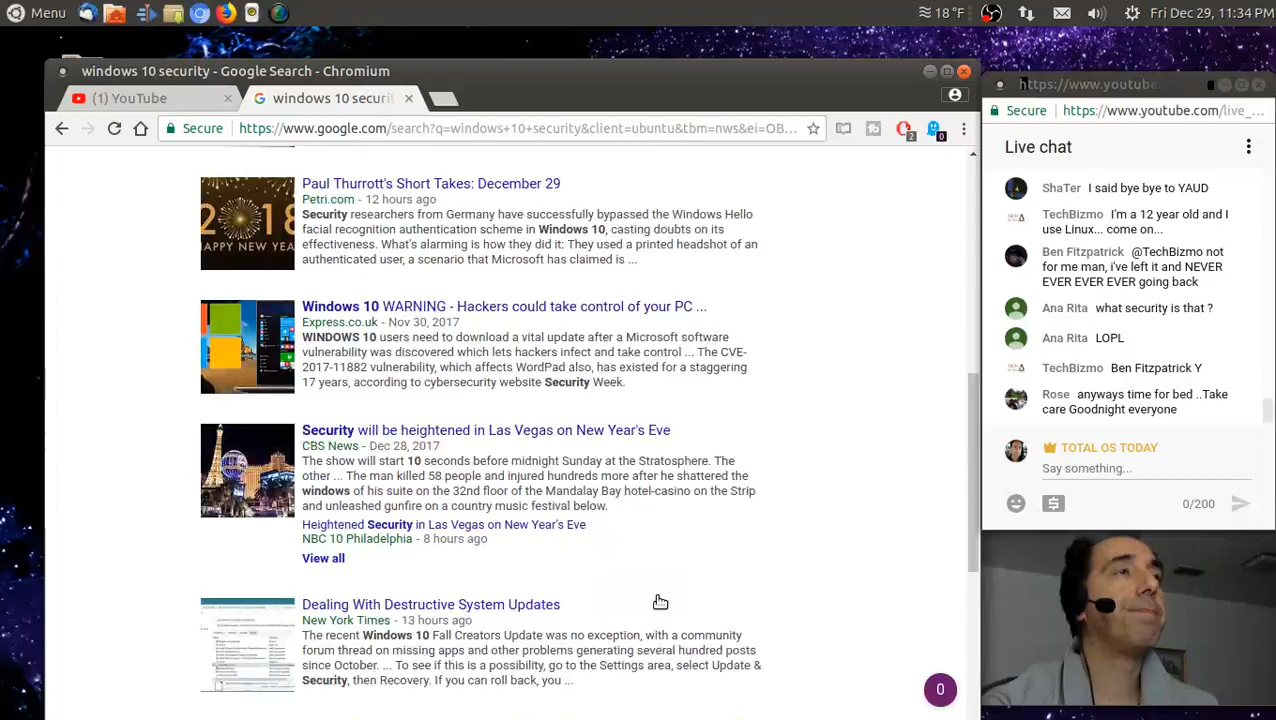 Menu
18 °F
Fri Dec 29, 11:34 PM
windows 10 security - Google Search - Chromium
(1) YouTube
windows 10 securi
Secure
https://www.google.com/search?q=windows+10+security&client=ubuntu&tbm=nws&ei=OB...
2
0
Paul Thurrott's Short Takes: December 29
Petri.com - 12 hours ago
Security researchers from Germany have successfully bypassed the Windows Hello
facial recognition authentication scheme in Windows 10, casting doubts on its
effectiveness. What's alarming is how they did it: They used a printed headshot of an
authenticated user, a scenario that Microsoft has claimed is ...
2018
HAPPY NEW YEA
Windows 10 WARNING - Hackers could take control of your PC ...
Express.co.uk - Nov 30, 2017
WINDOWS 10 users need to download a vital update after a Microsoft software
vulnerability was discovered which lets hackers infect and take control ... The CVE-
2017-11882 vulnerability, which affects WordPad also, has existed for a staggering
17 years, according to cybersecurity website Security Week.
Security will be heightened in Las Vegas on New Year's Eve
CBS News - Dec 28, 2017
The show will start 10 seconds before midnight Sunday at the Stratosphere. The
other ... The man killed 58 people and injured hundreds more after he shattered the
windows of his suite on the 32nd floor of the Mandalay Bay hotel-casino on the Strip
and unleashed gunfire on a country music festival below.
Heightened Security in Las Vegas on New Year's Eve
NBC 10 Philadelphia - 8 hours ago
View all
Dealing With Destructive System Updates
New York Times - 13 hours ago
The recent Windows 10 Fall Creators Update was no exception, with a community
forum thread on missing apps and other problems generating several hundred posts
since October. ... To see if this is a possibility, go to the Settings area, select Update &
Security, then Recovery. If you can roll back, you ...
0
https://www.youtube
Secure
https://www.youtube.com/live_...
Live chat
ShaTer I said bye bye to YAUD
TechBizmo I'm a 12 year old and I
use Linux... come on...
Ben Fitzpatrick @TechBizmo not
for me man, i've left it and NEVER
EVER EVER EVER going back
Ana Rita what security is that ?
Ana Rita LOPL
TechBizmo Ben Fitzpatrick Y
Rose anyways time for bed ..Take
care Goodnight everyone
TOTAL OS TODAY
Say something...
0/200